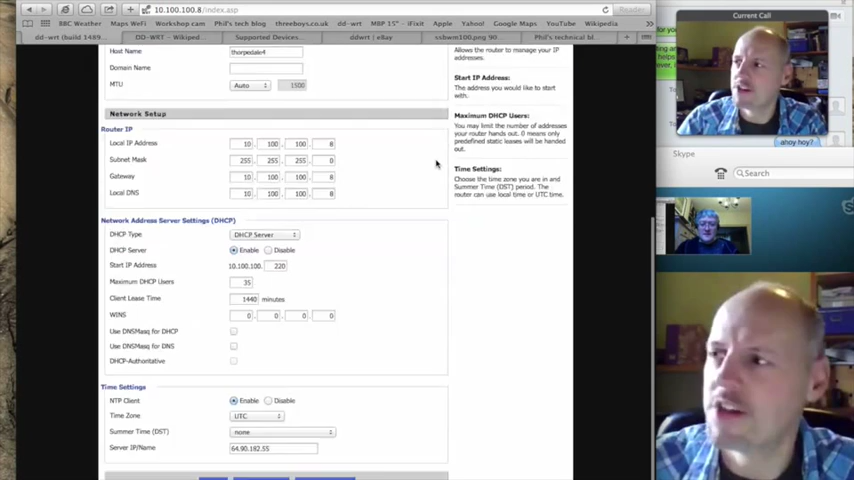 10.100.100.8/index.asp
Reader
BBC Weather Maps WeFi Workshop cam Phil's tech blog threeboys.co.uk dd-wrt MBP 15" - iFixit Apple Yahoo! Google Maps YouTube Wikipedia
dd-wrt (build 1489... DD-WRT – Wikiped... Supported Devices... ddwrt | eBay ssbwm100.png 90... Phil's technical bl...
Current Call
Host Name thorpedale4
Domain Name
MTU Auto 1500
Allows the router to manage your IP
addresses.
Start IP Address:
The address you would like to start
with.
Maximum DHCP Users:
You may limit the number of addresses
your router hands out. 0 means only
predefined static leases will be handed
out.
Time Settings:
Choose the time zone you are in and
Summer Time (DST) period. The
router can use local time or UTC time.
Network Setup
Router IP
Local IP Address 10. 100. 100. 8
Subnet Mask 255. 255. 255. 0
Gateway 10. 100. 100. 8
Local DNS 10. 100. 100. 8
Network Address Server Settings (DHCP)
DHCP Type DHCP Server
DHCP Server Enable Disable
Start IP Address 10.100.100. 220
Maximum DHCP Users 35
Client Lease Time 1440 minutes
WINS 0. 0. 0. 0
Use DNSMasq for DHCP
Use DNSMasq for DNS
DHCP-Authoritative
Time Settings
NTP Client Enable Disable
Time Zone UTC
Summer Time (DST) none
Server IP/Name 64.90.182.55
ahoy hoy?
Skype
Search